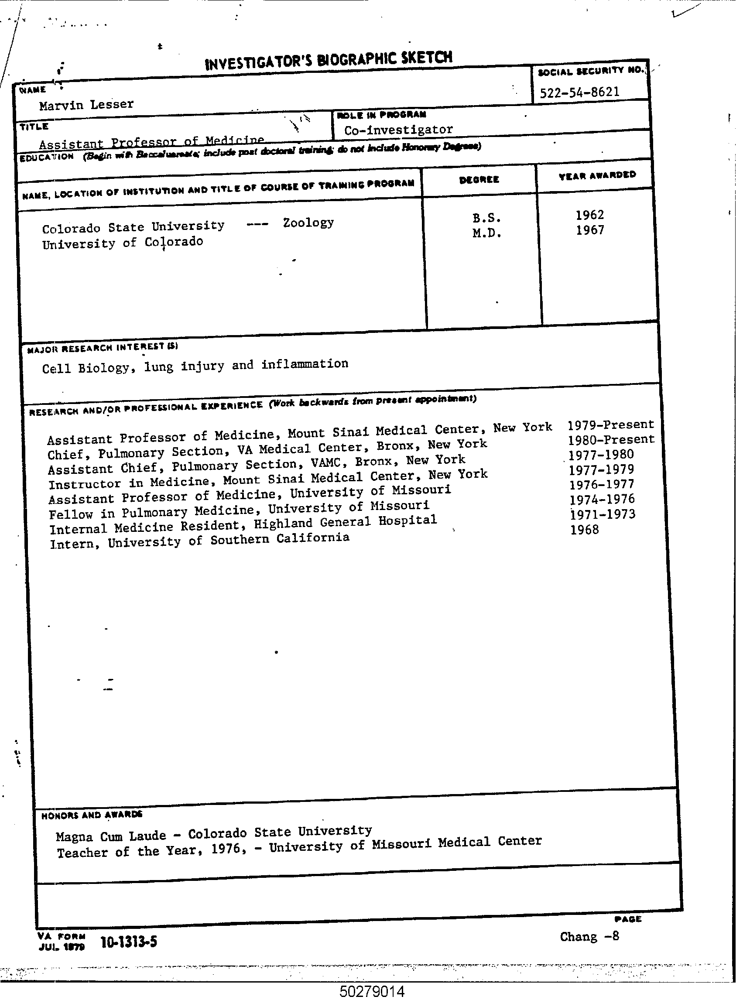 INVESTIGATOR'S BIOGRAPHIC SKETCH
NAME
SOCIAL SECURITY NO.
Marvin Lesser
522-54-8621
TITLE
ROLE IN PROGRAM
Assistant Professor of Medicine
Co-investigator
EDUCATION (Begin with Baccalaureate; include post doctoral training; do not include Honorary Degrees)
NAME, LOCATION OF INSTITUTION AND TITLE OF COURSE OF TRAINING PROGRAM
DEGREE
YEAR AWARDED
Colorado State University --- Zoology B.S. 1962
University of Colorado M.D. 1967
MAJOR RESEARCH INTEREST (S)
Cell Biology, lung injury and inflammation
RESEARCH AND/OR PROFESSIONAL EXPERIENCE (Work backwards from present appointment)
Assistant Professor of Medicine, Mount Sinai Medical Center, New York 1979-Present
Chief, Pulmonary Section, VA Medical Center, Bronx, New York 1980-Present
Assistant Chief, Pulmonary Section, VAMC, Bronx, New York 1977-1980
Instructor in Medicine, Mount Sinai Medical Center, New York 1977-1979
Assistant Professor of Medicine, University of Missouri 1976-1977
Fellow in Pulmonary Medicine, University of Missouri 1974-1976
Internal Medicine Resident, Highland General Hospital 1971-1973
Intern, University of Southern California 1968
HONORS AND AWARDS
Magna Cum Laude - Colorado State University
Teacher of the Year, 1976, - University of Missouri Medical Center
PAGE
VA FORM
JUL 1979 10-1313-5
Chang -8
50279014